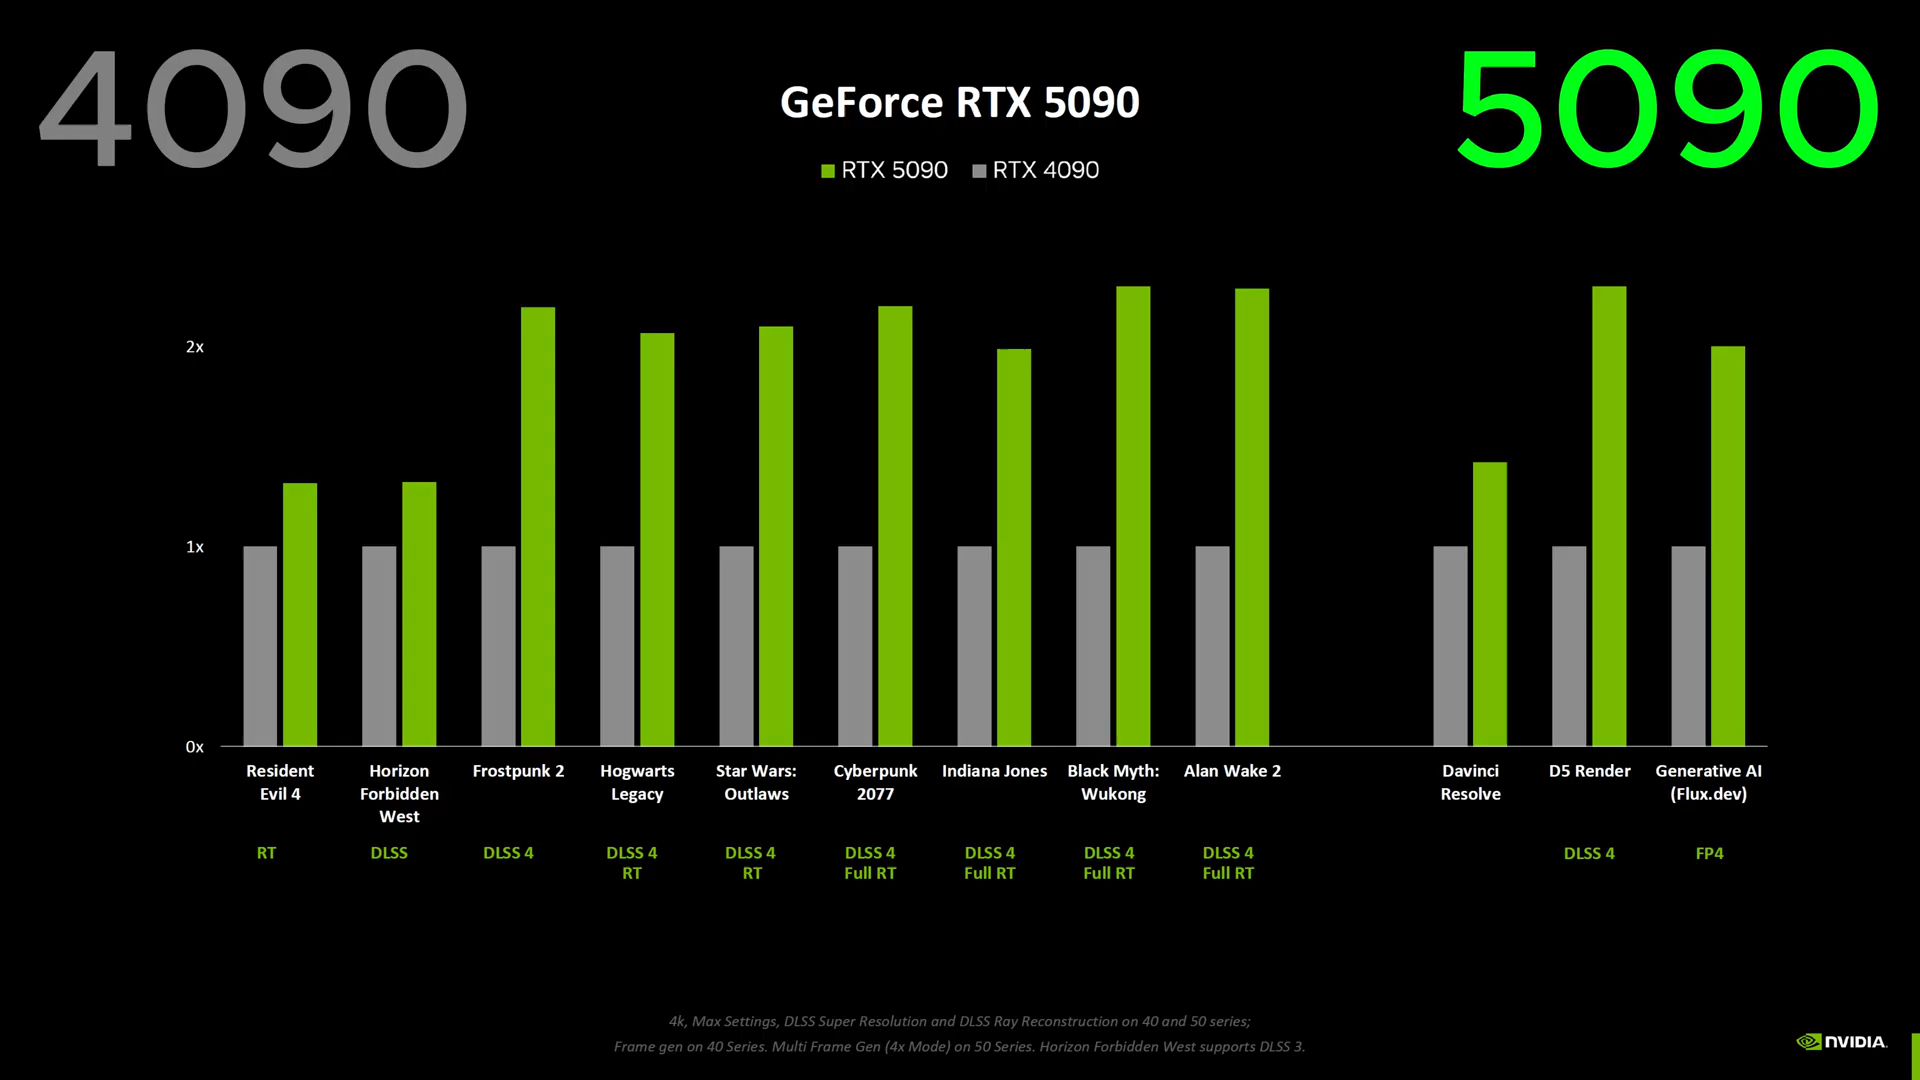 4090
5090
GeForce RTX 5090
RTX 5090 RTX 4090
2x
1x
0x
Resident
Evil 4
Horizon
Forbidden
West
Frostpunk 2
Hogwarts
Legacy
Star Wars:
Outlaws
Cyberpunk
2077
Indiana Jones
Black Myth:
Wukong
Alan Wake 2
Davinci
Resolve
D5 Render
Generative AI
(Flux.dev)
RT
DLSS
DLSS 4
DLSS 4
RT
DLSS 4
RT
DLSS 4
Full RT
DLSS 4
Full RT
DLSS 4
Full RT
DLSS 4
Full RT
DLSS 4
FP4
4k, Max Settings, DLSS Super Resolution and DLSS Ray Reconstruction on 40 and 50 series;
Frame gen on 40 Series. Multi Frame Gen (4x Mode) on 50 Series. Horizon Forbidden West supports DLSS 3.
NVIDIA.